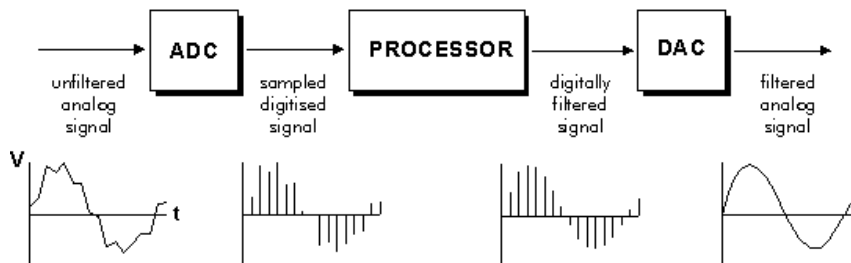 ADC
PROCESSOR
DAC
unfiltered
analog
signal
sampled
digitised
signal
digitally
filtered
signal
filtered
analog
signal
V
t